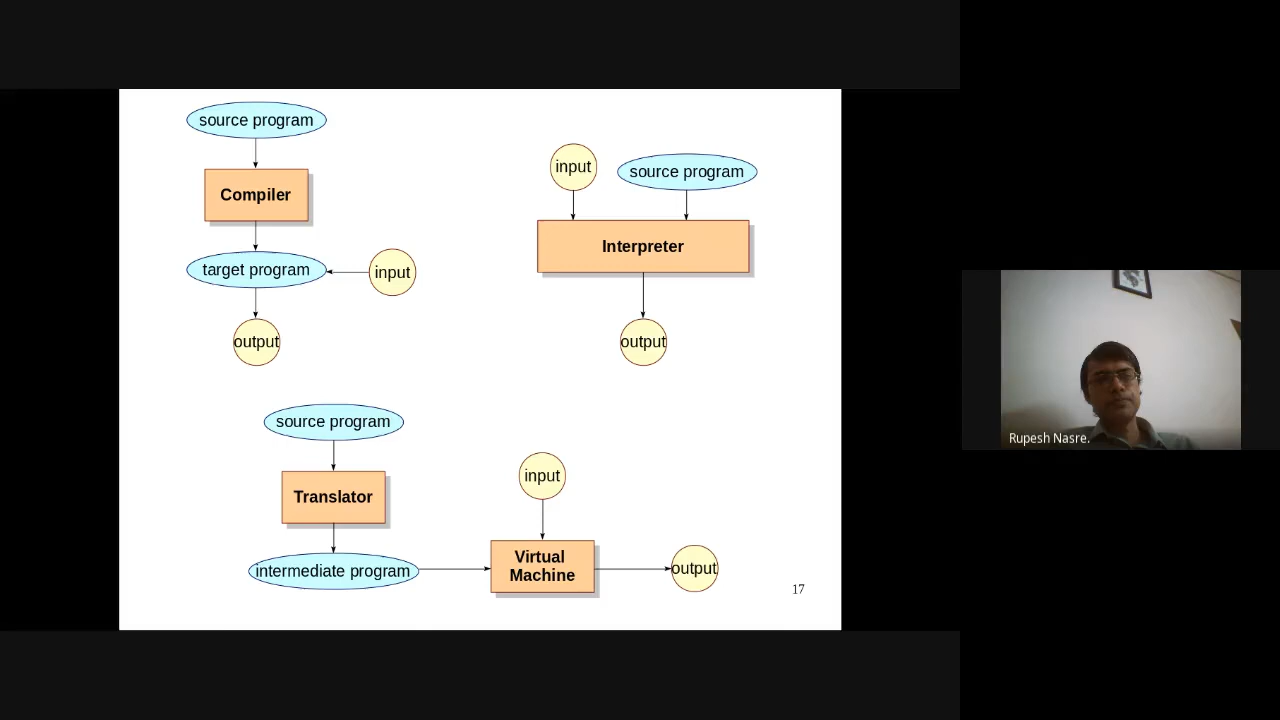 source program
Compiler
target program
input
output
input
source program
Interpreter
output
source program
Translator
intermediate program
input
Virtual
Machine
output
17
Rupesh Nasre.